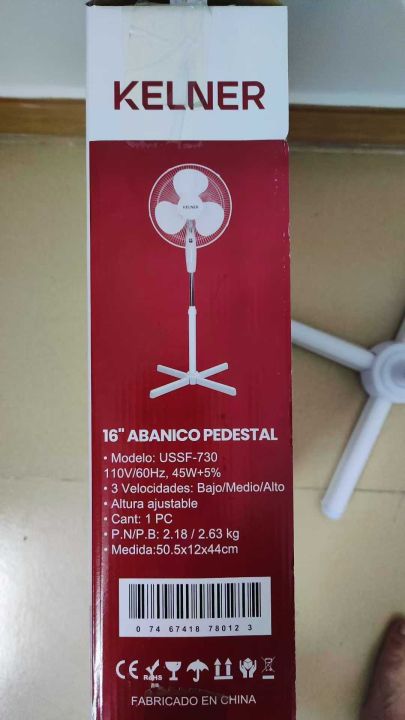 KELNER
KELNER
16" ABANICO PEDESTAL
• Modelo: USSF-730
110V/60Hz, 45W+5%
• 3 Velocidades: Bajo/Medio/Alto
• Altura ajustable
• Cant: 1 PC
• P.N/P.B: 2.18 / 2.63 kg
• Medida:50.5x12x44cm
0 74 67418 78012 3
CE RoHS
FABRICADO EN CHINA